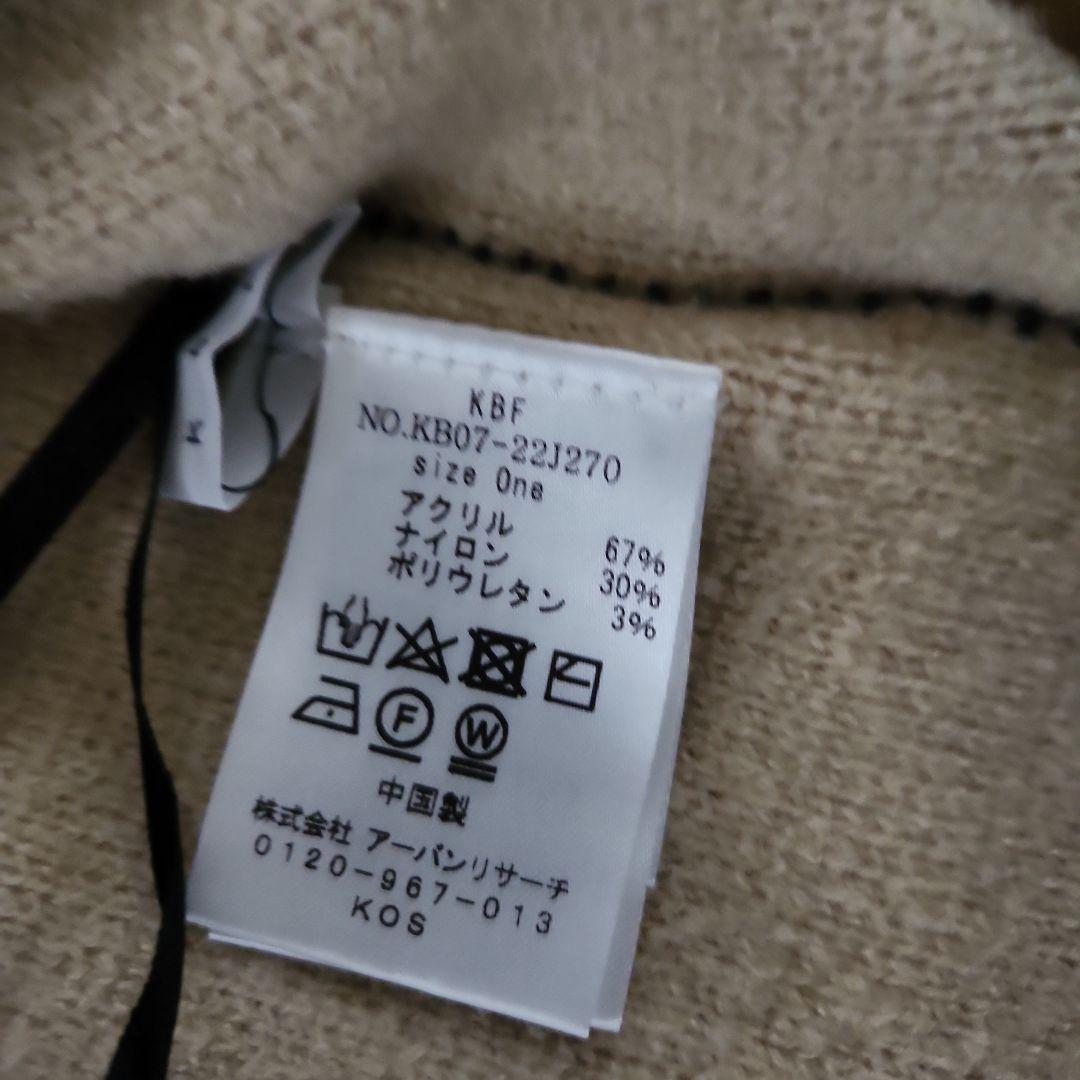 KBF
NO.KB07-22J270
size One
アクリル 67%
ナイロン 30%
ポリウレタン 3%
F
W
中国製
株式会社 アーバンリサーチ
0120-967-013
KOS